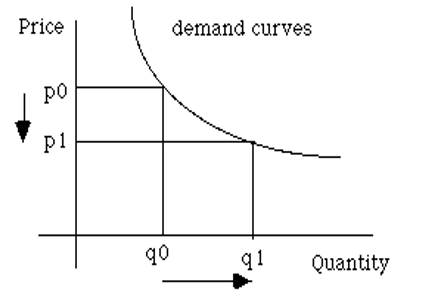 Price
demand curves
p0
p1
q0
q1
Quantity